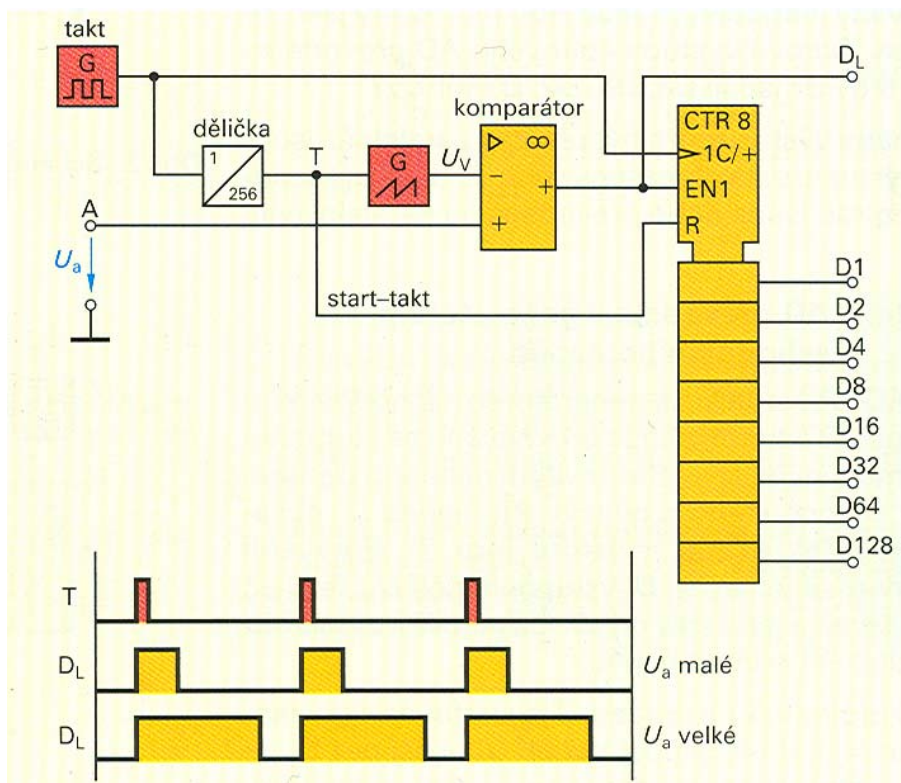 takt
G
D_L
komparátor
CTR 8
dělička
▷ ∞
1C/+
1
256
T
G
U_V
−
+
EN1
A
+
R
U_a
start–takt
D1
D2
D4
D8
D16
D32
D64
D128
T
D_L
U_a malé
D_L
U_a velké